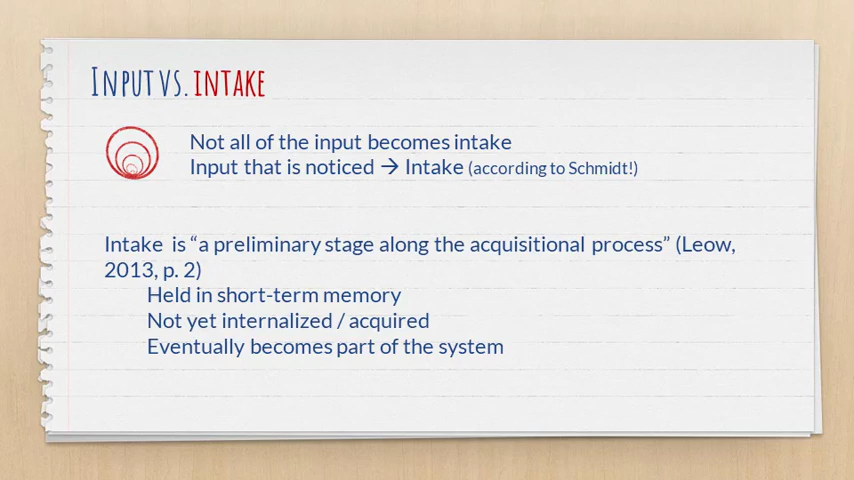 INPUT VS. INTAKE
Not all of the input becomes intake
Input that is noticed → Intake (according to Schmidt!)
Intake is “a preliminary stage along the acquisitional process” (Leow,
2013, p. 2)
Held in short-term memory
Not yet internalized / acquired
Eventually becomes part of the system